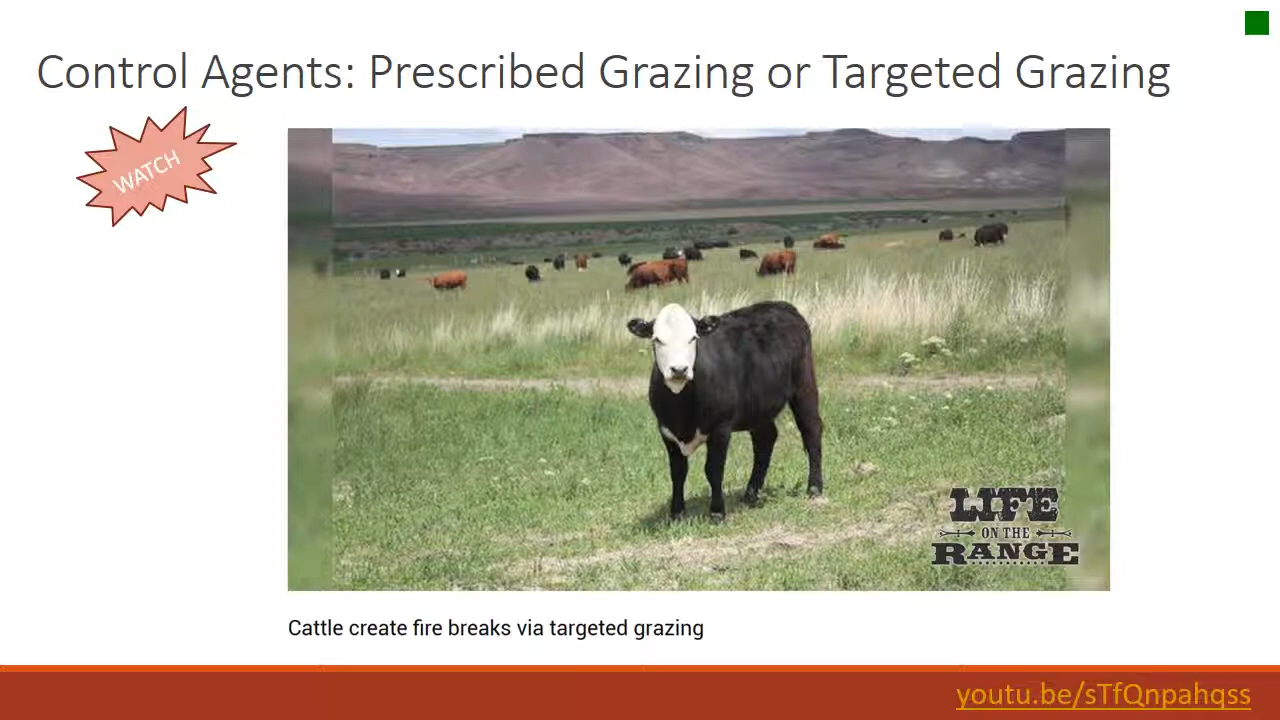 Control Agents: Prescribed Grazing or Targeted Grazing
WATCH
LIFE
ON THE
RANGE
Cattle create fire breaks via targeted grazing
youtu.be/sTfQnpahqss